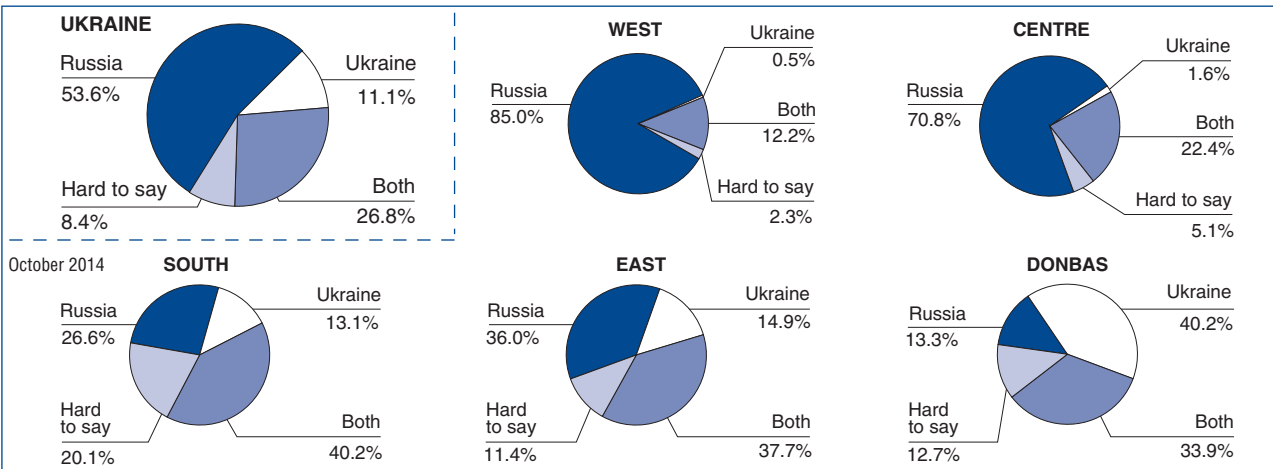 UKRAINE
Russia
53.6%
Ukraine
11.1%
Hard to say
8.4%
Both
26.8%
WEST
Ukraine
0.5%
Russia
85.0%
Both
12.2%
Hard to say
2.3%
CENTRE
Ukraine
1.6%
Russia
70.8%
Both
22.4%
Hard to say
5.1%
October 2014
SOUTH
Russia
26.6%
Ukraine
13.1%
Hard
to say
20.1%
Both
40.2%
EAST
Russia
36.0%
Ukraine
14.9%
Hard
to say
11.4%
Both
37.7%
DONBAS
Russia
13.3%
Ukraine
40.2%
Hard
to say
12.7%
Both
33.9%